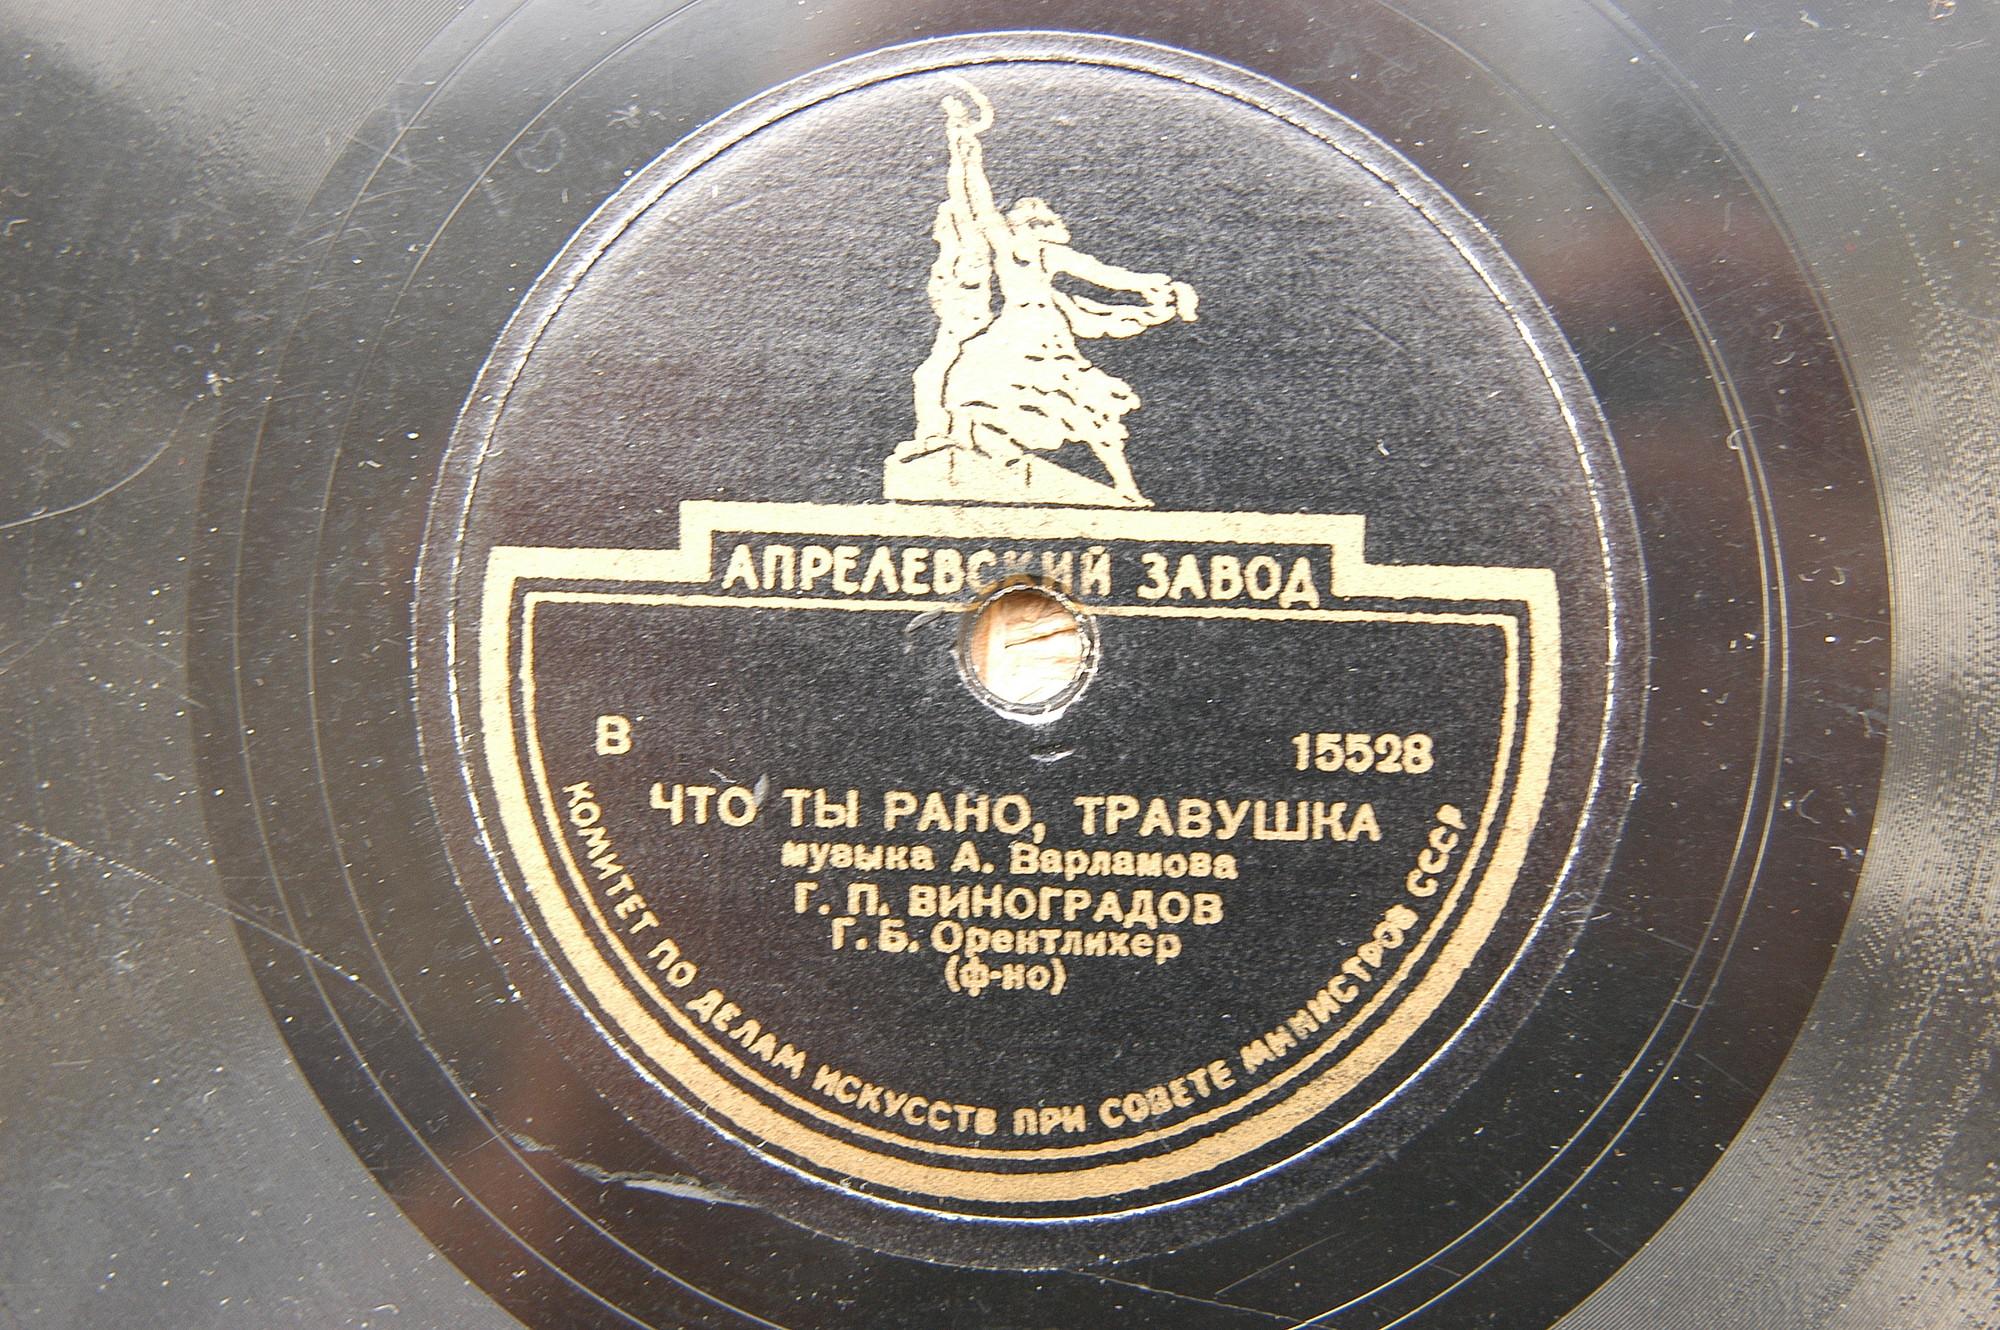 АПРЕЛЕВСКИЙ ЗАВОД
В 15528
ЧТО ТЫ РАНО, ТРАВУШКА
музыка А. Варламова
Г. П. ВИНОГРАДОВ
Г. Б. Орентлихер
(ф-но)
КОМИТЕТ ПО ДЕЛАМ ИСКУССТВ ПРИ СОВЕТЕ МИНИСТРОВ СССР